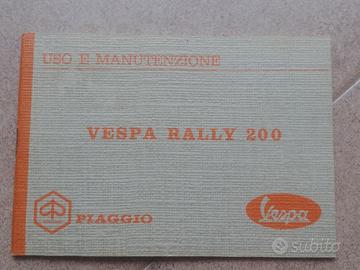 USO E MANUTENZIONE
VESPA RALLY 200
PIAGGIO
Vespa
subito